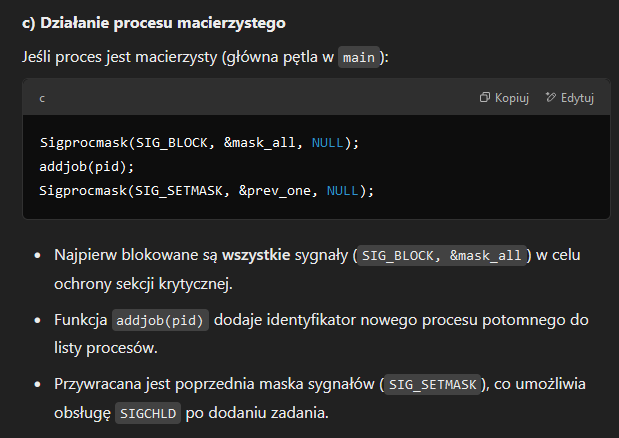 c) Działanie procesu macierzystego
Jeśli proces jest macierzysty (główna pętla w main):
c Kopiuj Edytuj
Sigprocmask(SIG_BLOCK, &mask_all, NULL);
addjob(pid);
Sigprocmask(SIG_SETMASK, &prev_one, NULL);
• Najpierw blokowane są wszystkie sygnały (SIG_BLOCK, &mask_all) w celu
ochrony sekcji krytycznej.
• Funkcja addjob(pid) dodaje identyfikator nowego procesu potomnego do
listy procesów.
• Przywracana jest poprzednia maska sygnałów (SIG_SETMASK), co umożliwia
obsługę SIGCHLD po dodaniu zadania.